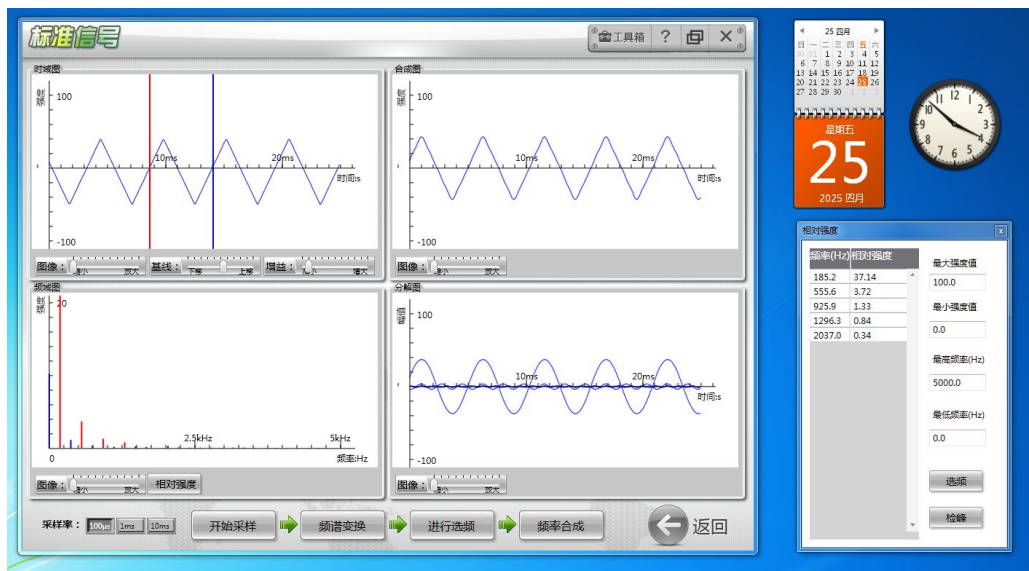 标准信号
工具箱 ?
时域图
幅频
100
10ms
20ms
时间:s
-100
图像：
缩小
放大
基线：
下移
上移
增益：
增大
合成图
幅频
100
10ms
20ms
时间:s
-100
图像：
缩小
放大
频域图
20
2.5kHz
5kHz
0
频率:Hz
图像：
缩小
放大
相对强度
分解图
100
10ms
20ms
时间:s
-100
图像：
缩小
放大
采样率：
100μs
1ms
10ms
开始采样
频谱变换
进行选频
频率合成
返回
25 四月
日 一 二 三 四 五 六
30 31 1 2 3 4 5
6 7 8 9 10 11 12
13 14 15 16 17 18 19
20 21 22 23 24 25 26
27 28 29 30 1 2 3
星期五
25
2025 四月
12
1
2
3
4
5
6
7
8
9
10
11
相对强度
x
频率(Hz) 相对强度
185.2 37.14
555.6 3.72
925.9 1.33
1296.3 0.84
2037.0 0.34
最大强度值
100.0
最小强度值
0.0
最高频率(Hz)
5000.0
最低频率(Hz)
0.0
选频
检峰